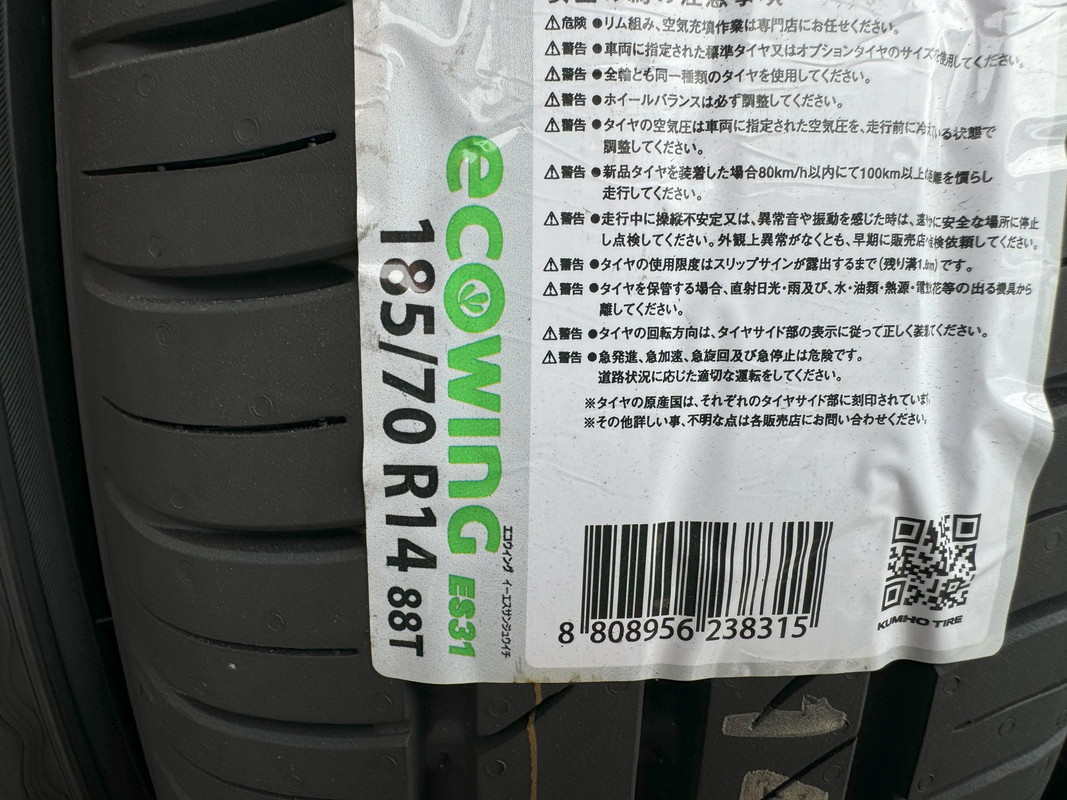 ⚠危険 ●リム組み、空気充填作業は専門店にお任せください。
⚠警告 ●車両に指定された標準タイヤ又はオプションタイヤのサイズを使用してください。
⚠警告 ●全輪とも同一種類のタイヤを使用してください。
⚠警告 ●ホイールバランスは必ず調整してください。
⚠警告 ●タイヤの空気圧は車両に指定された空気圧を、走行前に冷えている状態で
調整してください。
⚠警告 ●新品タイヤを装着した場合80km/h以内にて100km以上距離を慣らし
走行してください。
⚠警告 ●走行中に操縦不安定又は、異常音や振動を感じた時は、速やかに安全な場所に停止
し点検してください。外観上異常がなくとも、早期に販売店に点検依頼してください。
⚠警告 ●タイヤの使用限度はスリップサインが露出するまで(残り溝1.6m)です。
⚠警告 ●タイヤを保管する場合、直射日光・雨及び、水・油類・熱源・電気火花等の出る機具から
離してください。
⚠警告 ●タイヤの回転方向は、タイヤサイド部の表示に従って正しく装着してください。
⚠警告 ●急発進、急加速、急旋回及び急停止は危険です。
道路状況に応じた適切な運転をしてください。
※タイヤの原産国は、それぞれのタイヤサイド部に刻印されています
※その他詳しい事、不明な点は各販売店にお問い合わせください
8 808956 238315
KUMHO TIRE
エコウィング イーエスサンジュウイチ
ecoWING ES31
185/70 R14 88T